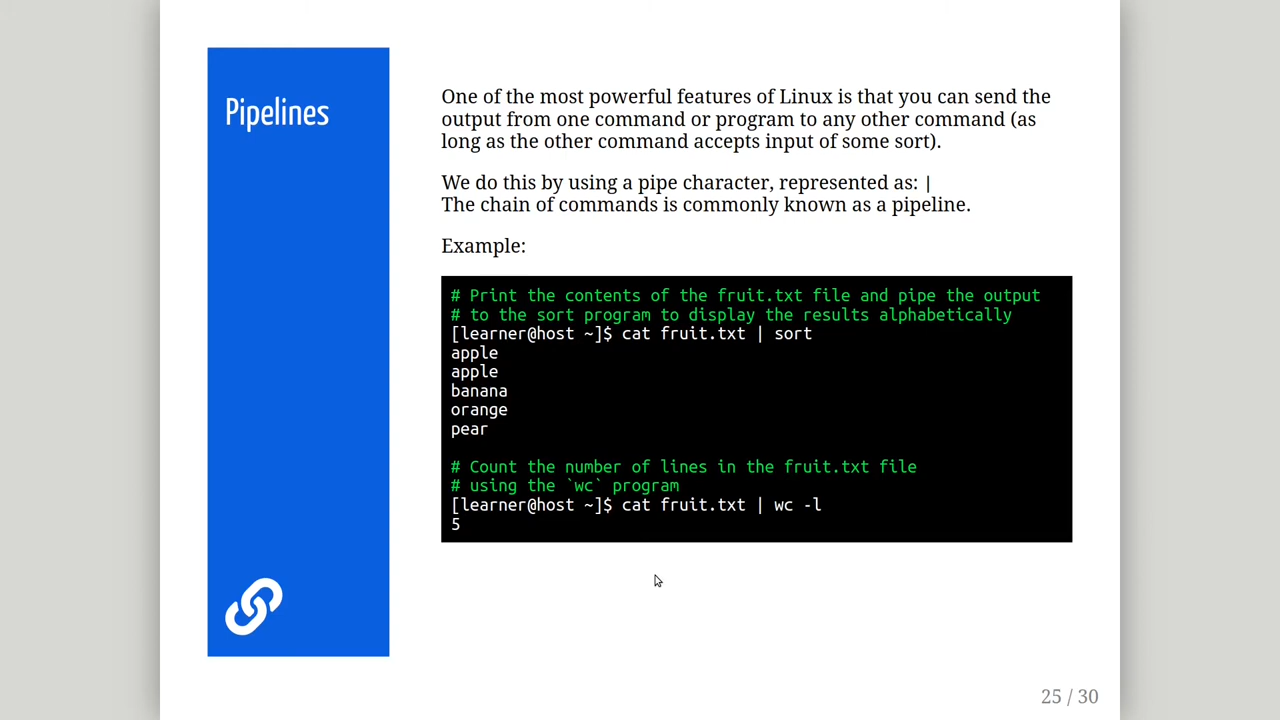 Pipelines
One of the most powerful features of Linux is that you can send the
output from one command or program to any other command (as
long as the other command accepts input of some sort).
We do this by using a pipe character, represented as: |
The chain of commands is commonly known as a pipeline.
Example:
# Print the contents of the fruit.txt file and pipe the output
# to the sort program to display the results alphabetically
[learner@host ~]$ cat fruit.txt | sort
apple
apple
banana
orange
pear
# Count the number of lines in the fruit.txt file
# using the `wc` program
[learner@host ~]$ cat fruit.txt | wc -l
5
25 / 30